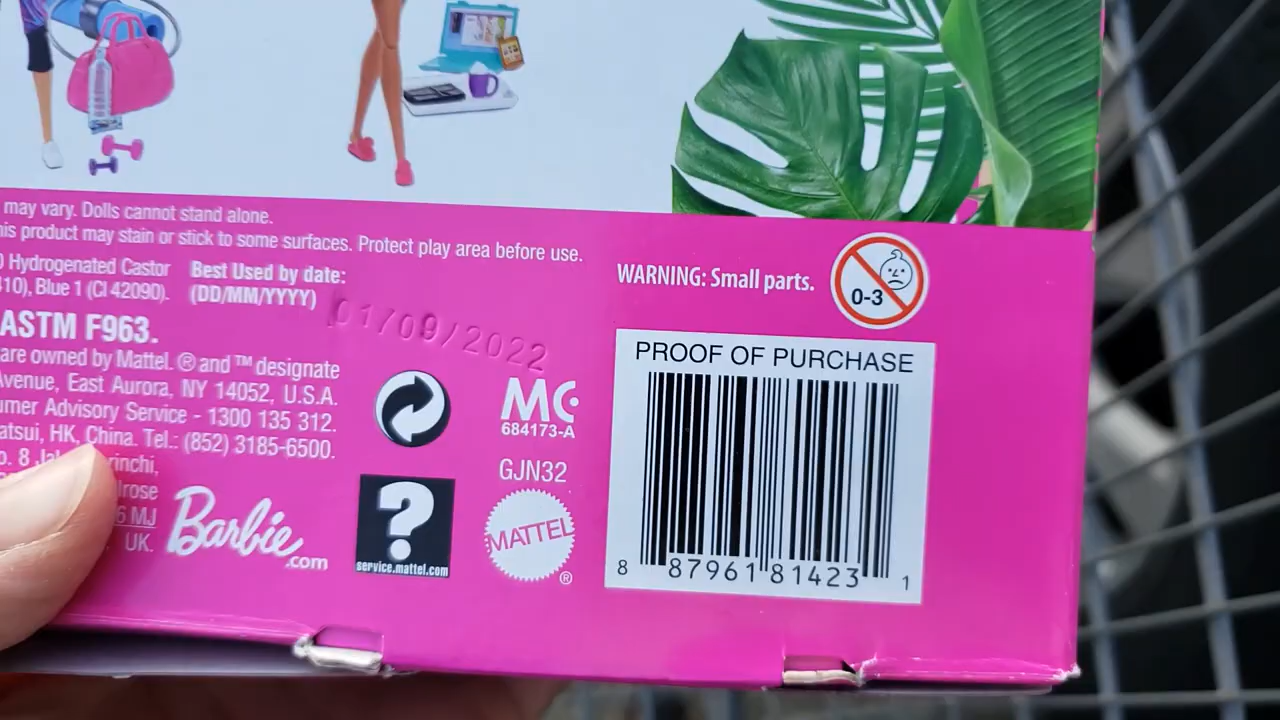 may vary. Dolls cannot stand alone.
his product may stain or stick to some surfaces. Protect play area before use.
0 Hydrogenated Castor
410), Blue 1 (CI 42090).
Best Used by date:
(DD/MM/YYYY)
01/09/2022
ASTM F963.
are owned by Mattel. ® and ™ designate
Avenue, East Aurora, NY 14052, U.S.A.
umer Advisory Service - 1300 135 312.
atsui, HK, China. Tel.: (852) 3185-6500.
o. 8
rinchi,
lrose
6 MJ
UK.
Barbie.com
service.mattel.com
MC
684173-A
GJN32
MATTEL®
WARNING: Small parts.
0-3
PROOF OF PURCHASE
8 87961 81423 1